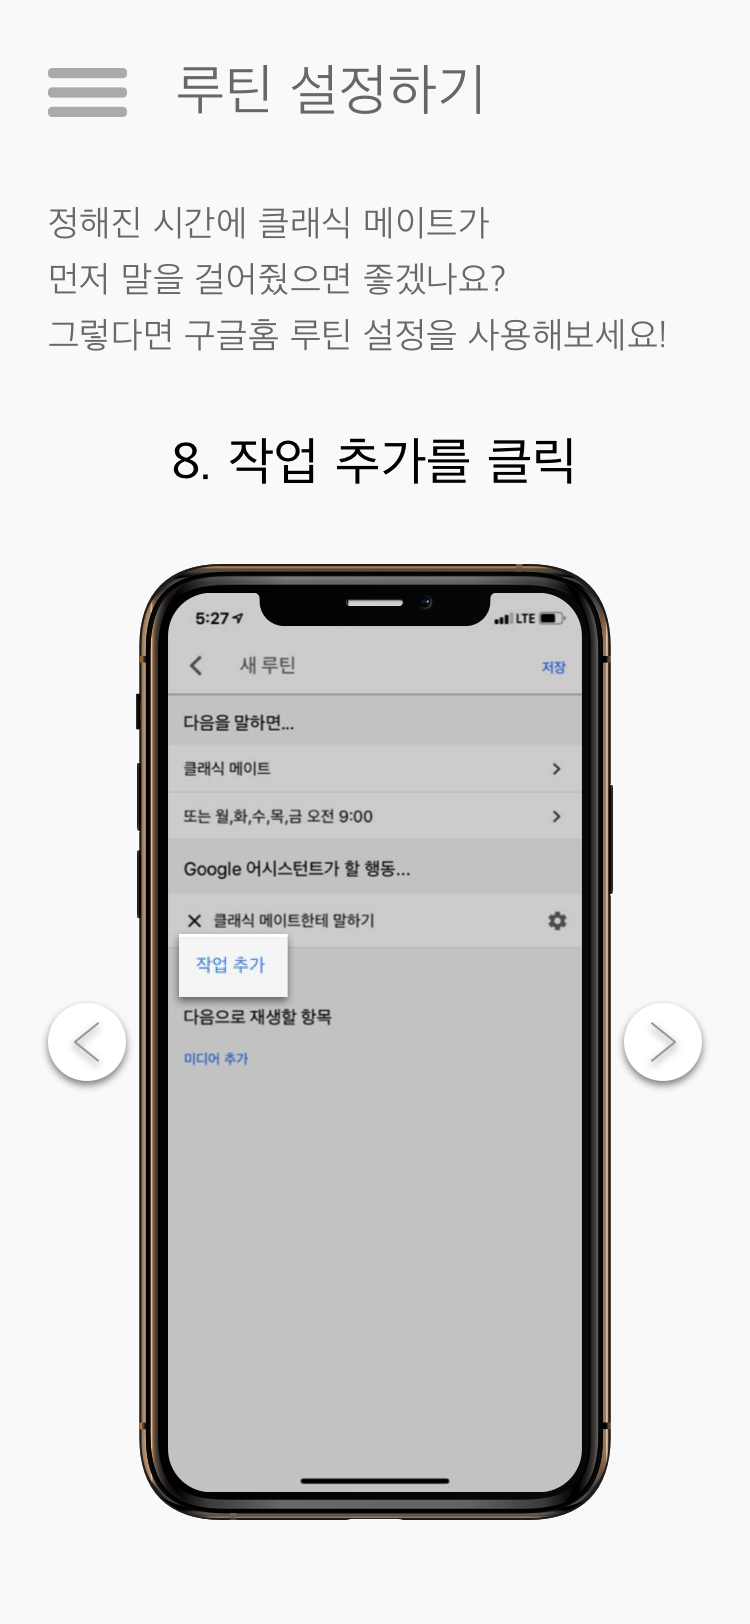 루틴 설정하기
정해진 시간에 클래식 메이트가
먼저 말을 걸어줬으면 좋겠나요?
그렇다면 구글홈 루틴 설정을 사용해보세요!
8. 작업 추가를 클릭
5:27 LTE
새 루틴 저장
다음을 말하면...
클래식 메이트
또는 월,화,수,목,금 오전 9:00
Google 어시스턴트가 할 행동...
클래식 메이트한테 말하기
작업 추가
다음으로 재생할 항목
미디어 추가